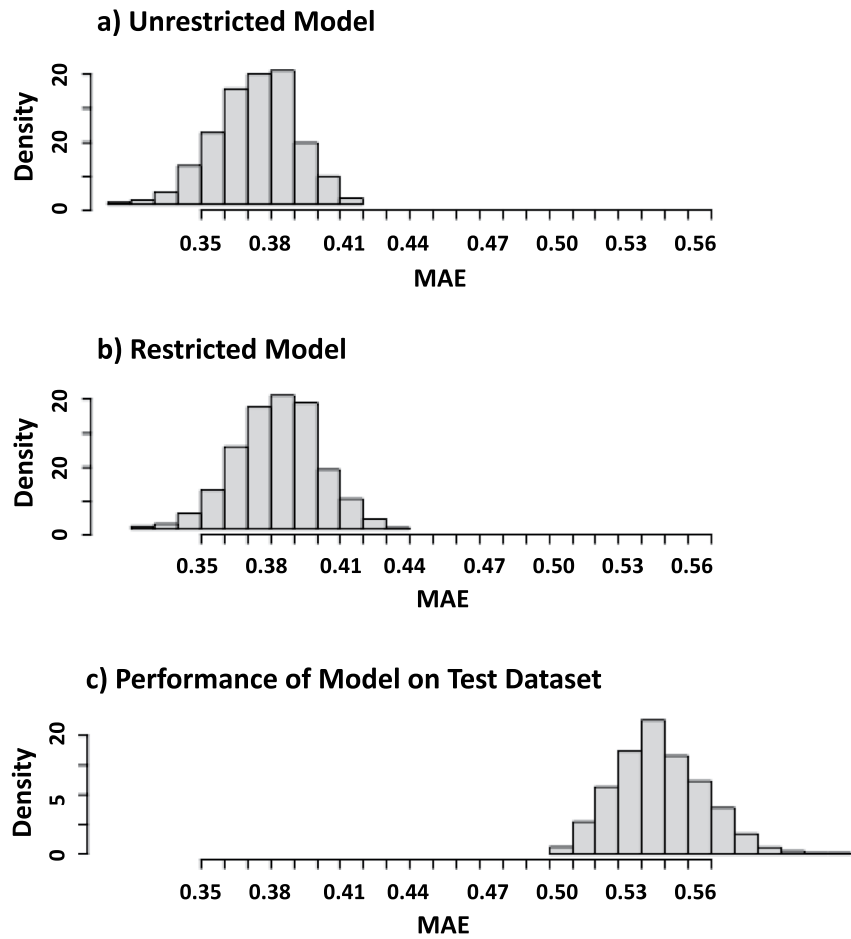 a) Unrestricted Model
Density
20
20
0
0.35 0.38 0.41 0.44 0.47 0.50 0.53 0.56
MAE
b) Restricted Model
Density
20
20
0
0.35 0.38 0.41 0.44 0.47 0.50 0.53 0.56
MAE
c) Performance of Model on Test Dataset
Density
20
5
0
0.35 0.38 0.41 0.44 0.47 0.50 0.53 0.56
MAE